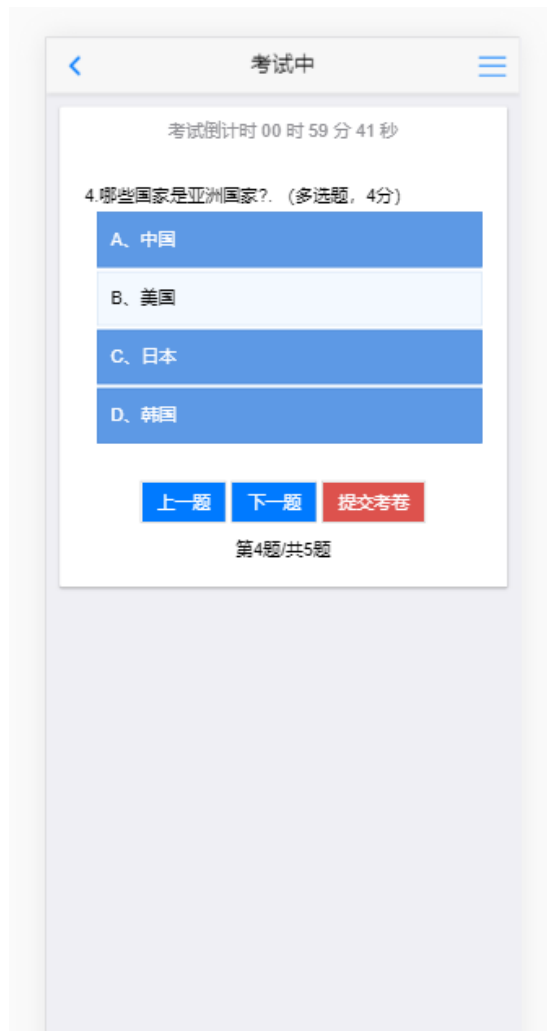 考试中
考试倒计时 00 时 59 分 41 秒
4.哪些国家是亚洲国家?. (多选题，4分)
A、中国
B、美国
C、日本
D、韩国
上一题 下一题 提交考卷
第4题/共5题